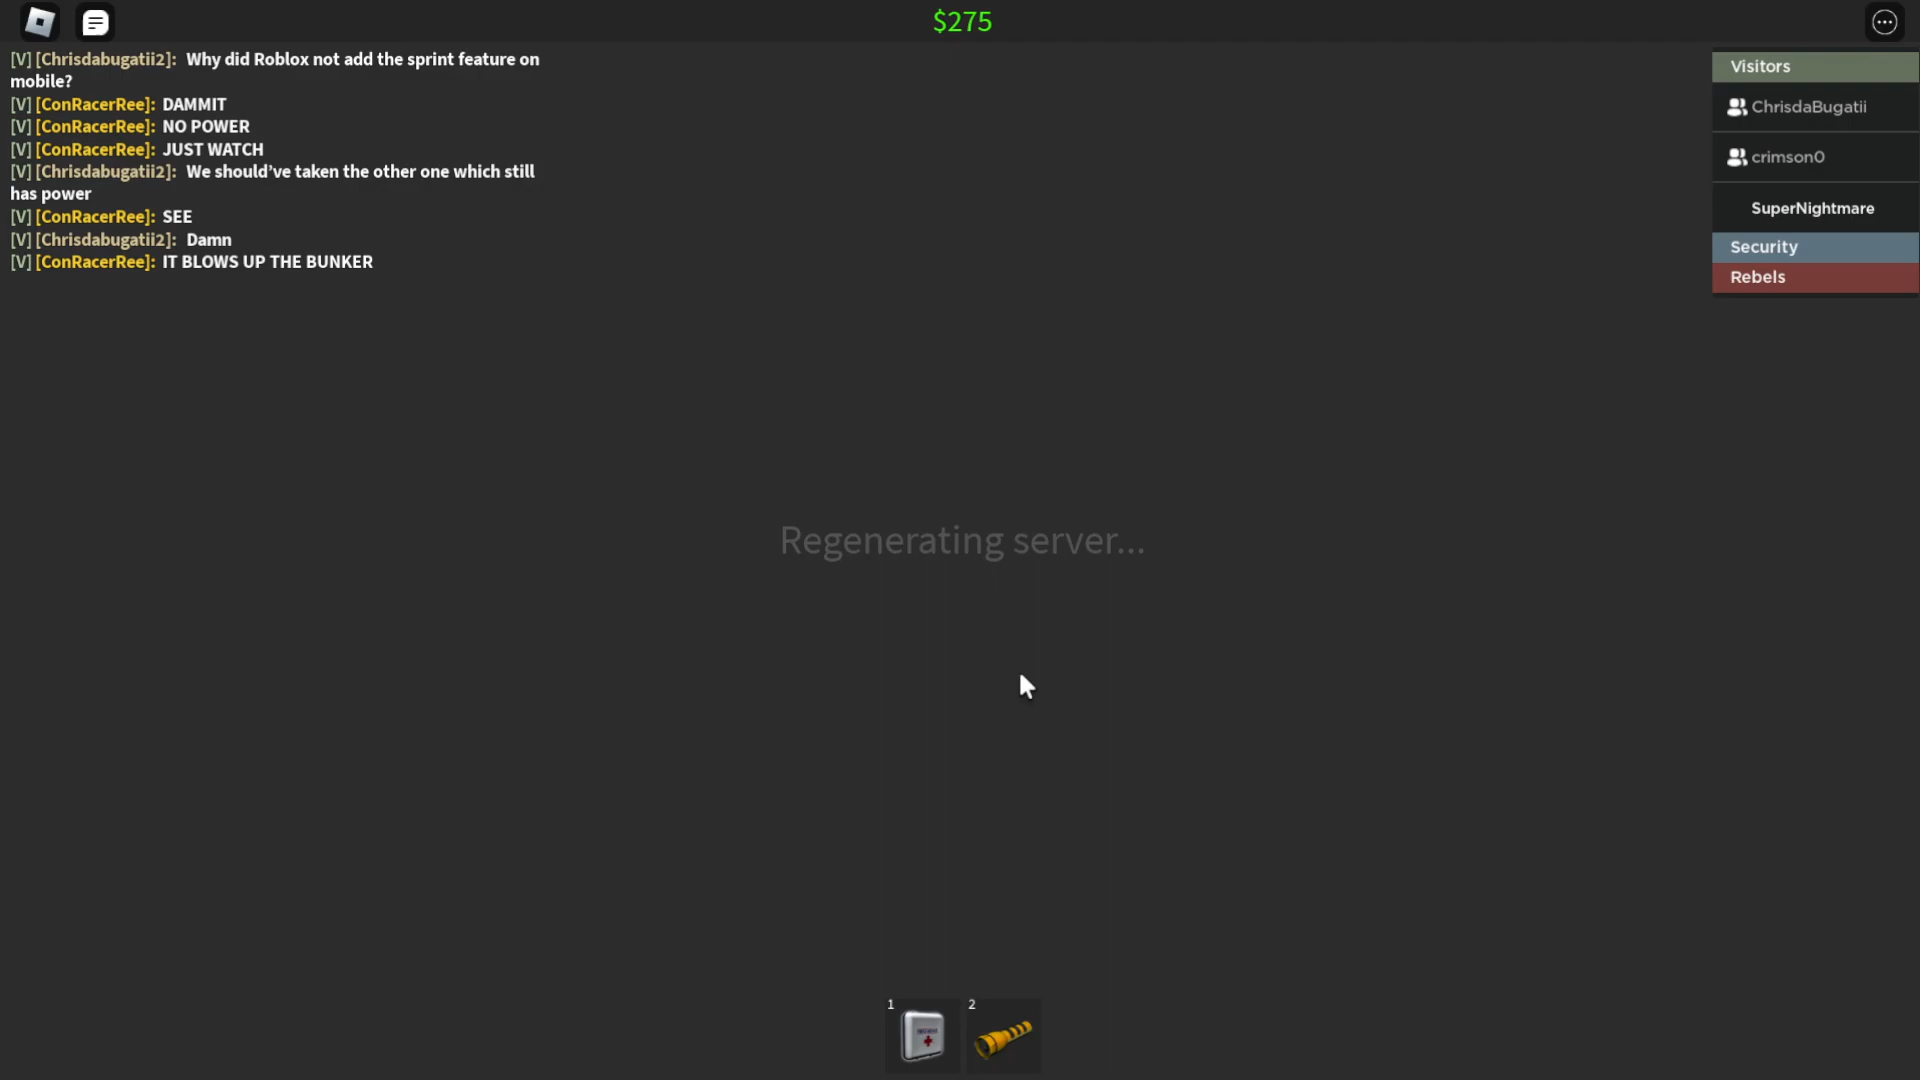 $275
[V] [Chrisdabugatii2]: Why did Roblox not add the sprint feature on
mobile?
[V] [ConRacerRee]: DAMMIT
[V] [ConRacerRee]: NO POWER
[V] [ConRacerRee]: JUST WATCH
[V] [Chrisdabugatii2]: We should’ve taken the other one which still
has power
[V] [ConRacerRee]: SEE
[V] [Chrisdabugatii2]: Damn
[V] [ConRacerRee]: IT BLOWS UP THE BUNKER
Visitors
ChrisdaBugatii
crimson0
SuperNightmare
Security
Rebels
Regenerating server...
1
2